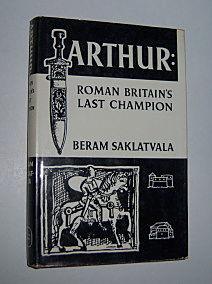 ARTHUR:
ROMAN BRITAIN'S
LAST CHAMPION
BERAM SAKLATVALA